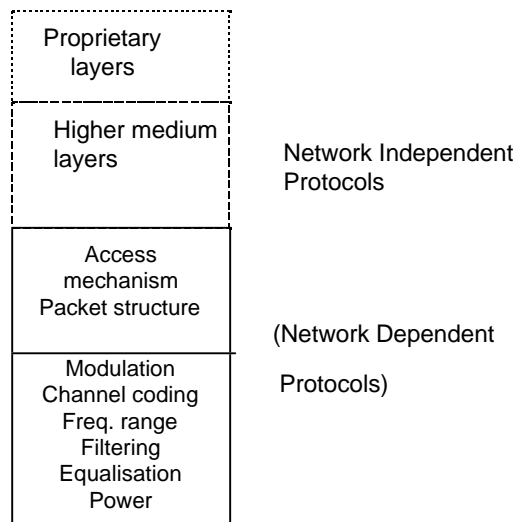 Proprietary
layers
Higher medium
layers
Network Independent
Protocols
Access
mechanism
Packet structure
(Network Dependent
Protocols)
Modulation
Channel coding
Freq. range
Filtering
Equalisation
Power